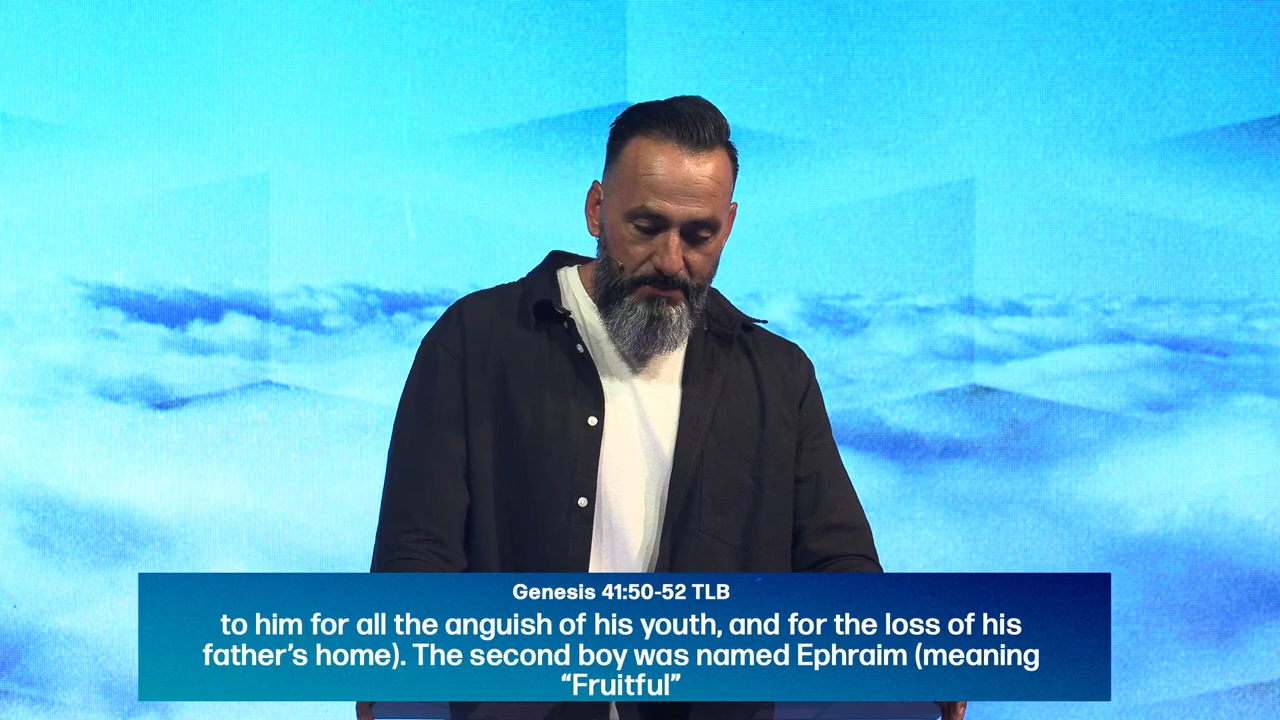 Genesis 41:50-52 TLB
to him for all the anguish of his youth, and for the loss of his
father’s home). The second boy was named Ephraim (meaning
“Fruitful”